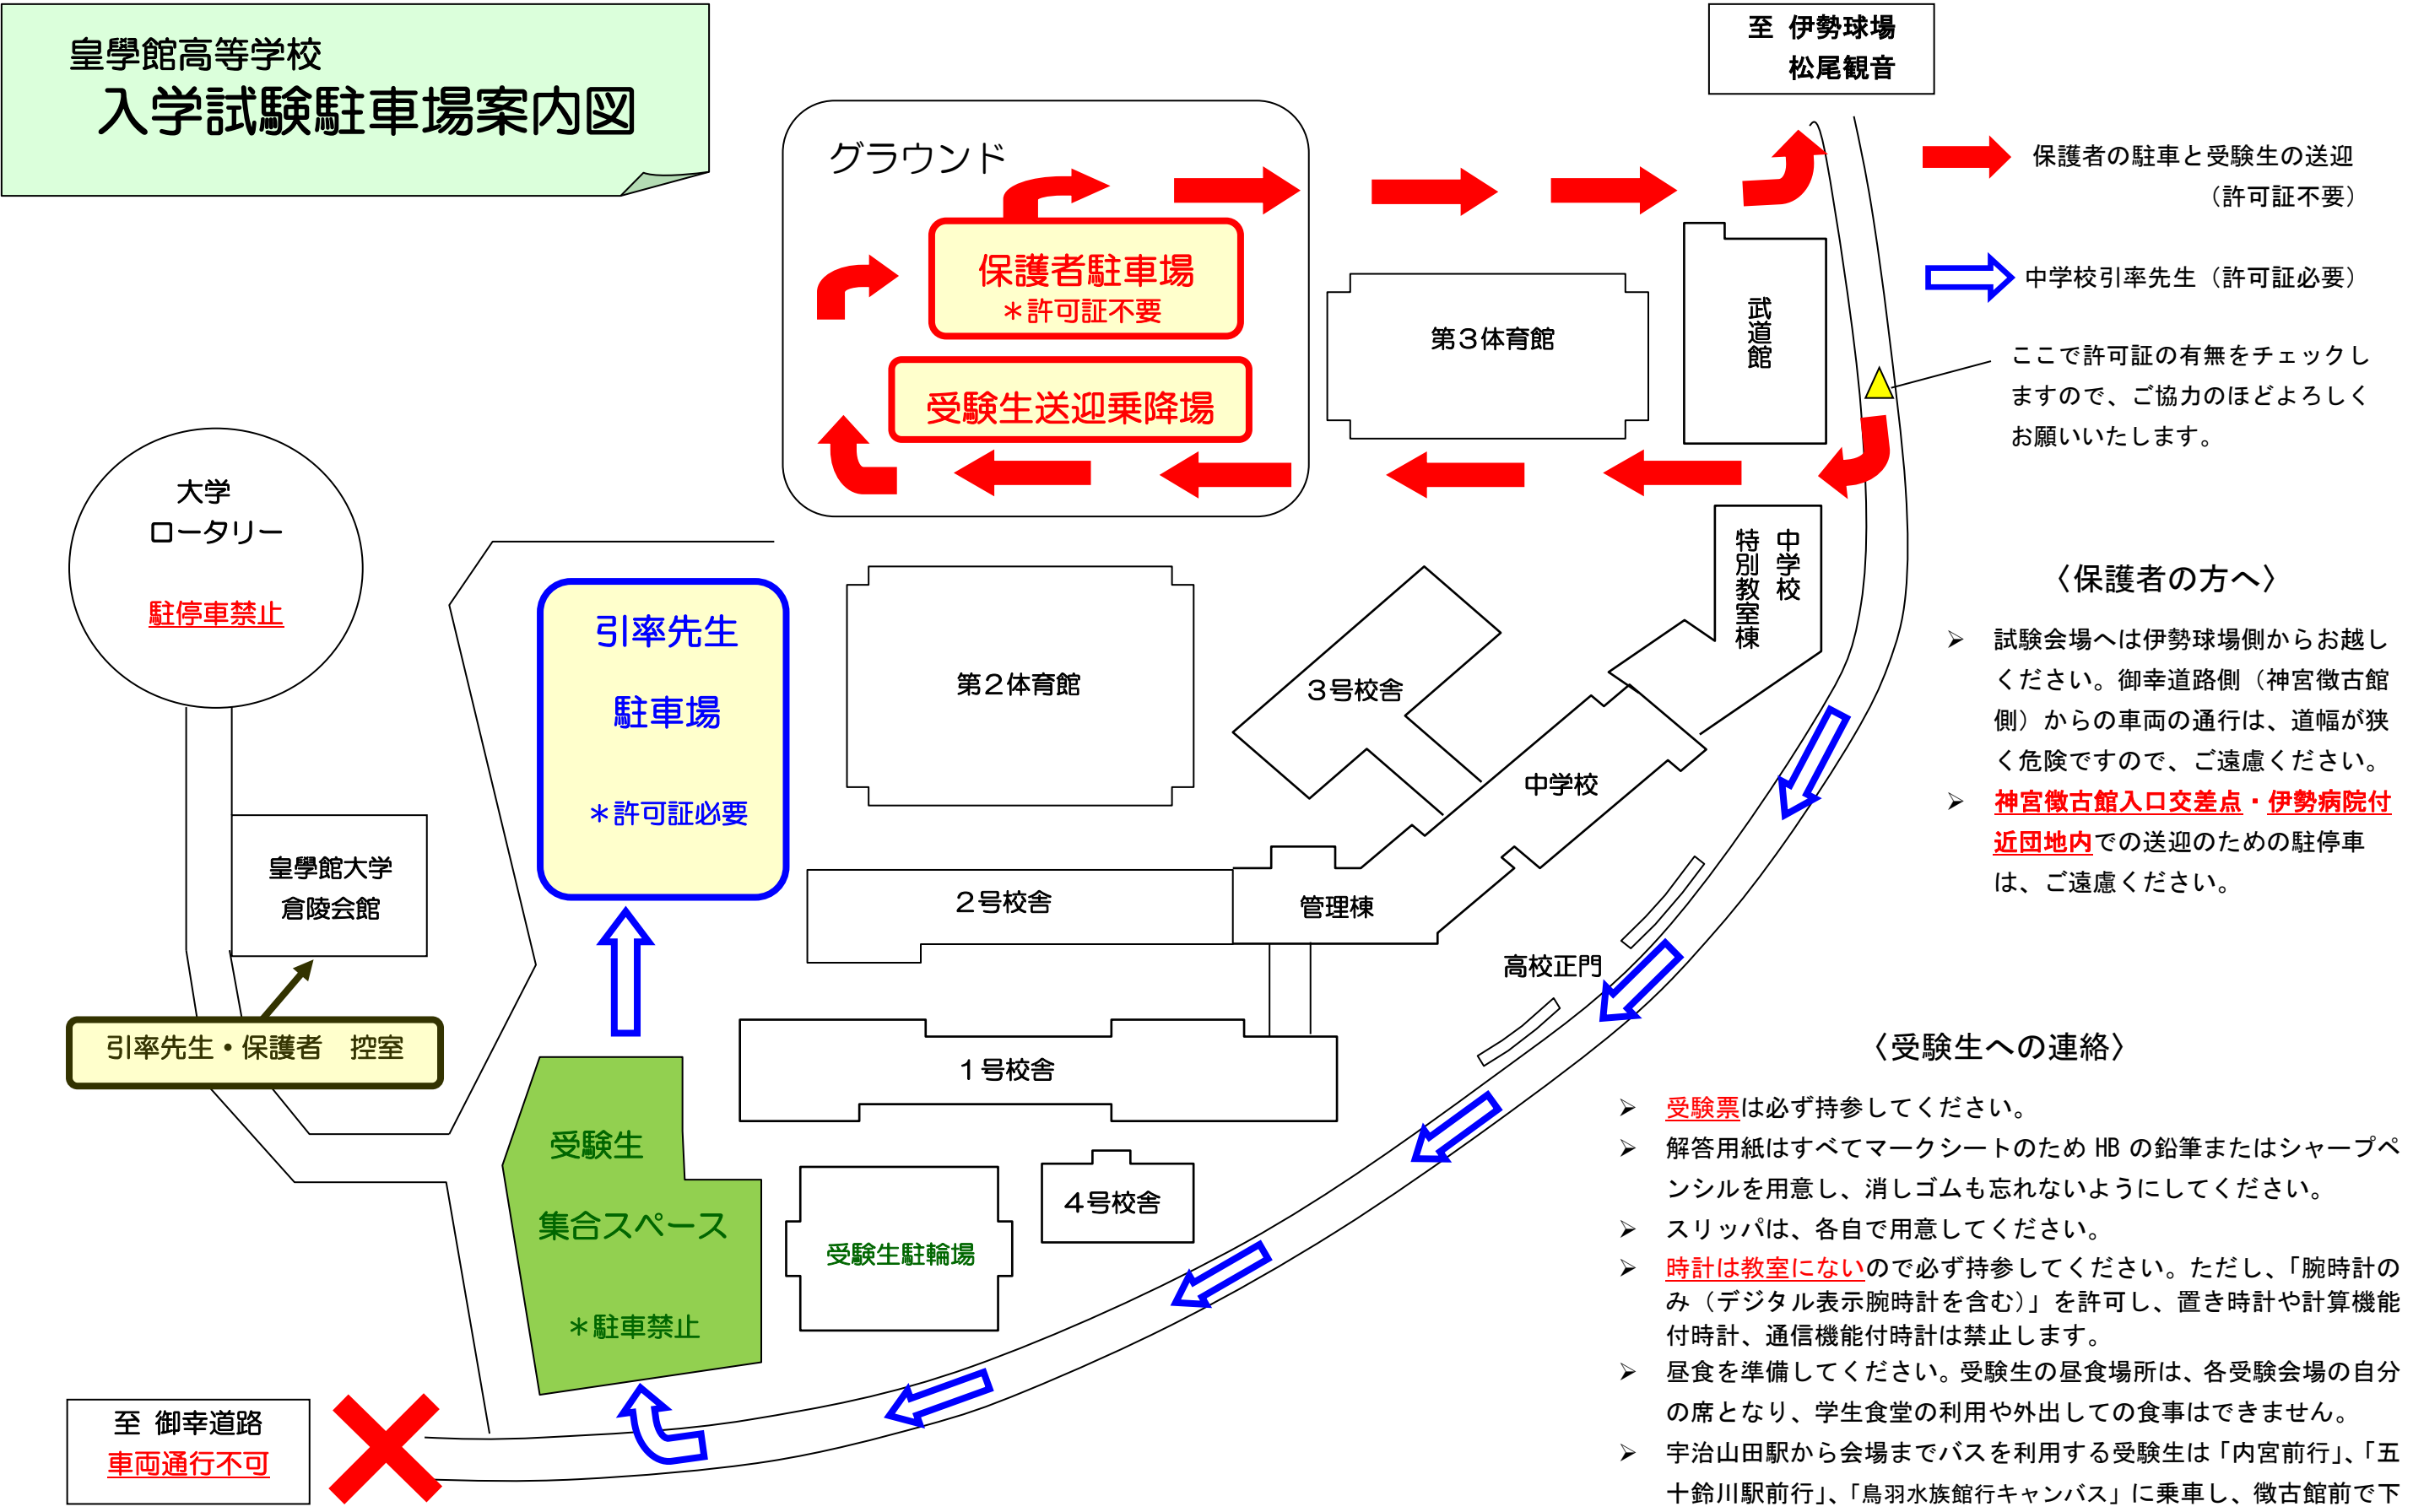 皇學館高等学校
入学試験駐車場案内図
至 伊勢球場
松尾観音
グラウンド
保護者駐車場
＊許可証不要
受験生送迎乗降場
第３体育館
武道館
保護者の駐車と受験生の送迎
（許可証不要）
中学校引率先生（許可証必要）
ここで許可証の有無をチェックし
ますので、ご協力のほどよろしく
お願いいたします。
大学
ロータリー
駐停車禁止
引率先生
駐車場
＊許可証必要
第２体育館
３号校舎
中学校
特別教室棟
中学校
管理棟
２号校舎
高校正門
皇學館大学
倉陵会館
引率先生・保護者　控室
１号校舎
４号校舎
受験生
集合スペース
＊駐車禁止
受験生駐輪場
至 御幸道路
車両通行不可
〈保護者の方へ〉
➢ 試験会場へは伊勢球場側からお越し
ください。御幸道路側（神宮徴古館
側）からの車両の通行は、道幅が狭
く危険ですので、ご遠慮ください。
➢ 神宮徴古館入口交差点・伊勢病院付
近団地内での送迎のための駐停車
は、ご遠慮ください。
〈受験生への連絡〉
➢ 受験票は必ず持参してください。
➢ 解答用紙はすべてマークシートのため HB の鉛筆またはシャープペ
ンシルを用意し、消しゴムも忘れないようにしてください。
➢ スリッパは、各自で用意してください。
➢ 時計は教室にないので必ず持参してください。ただし、「腕時計の
み（デジタル表示腕時計を含む）」を許可し、置き時計や計算機能
付時計、通信機能付時計は禁止します。
➢ 昼食を準備してください。受験生の昼食場所は、各受験会場の自分
の席となり、学生食堂の利用や外出しての食事はできません。
➢ 宇治山田駅から会場までバスを利用する受験生は「内宮前行」、「五
十鈴川駅前行」、「鳥羽水族館行キャンバス」に乗車し、徴古館前で下